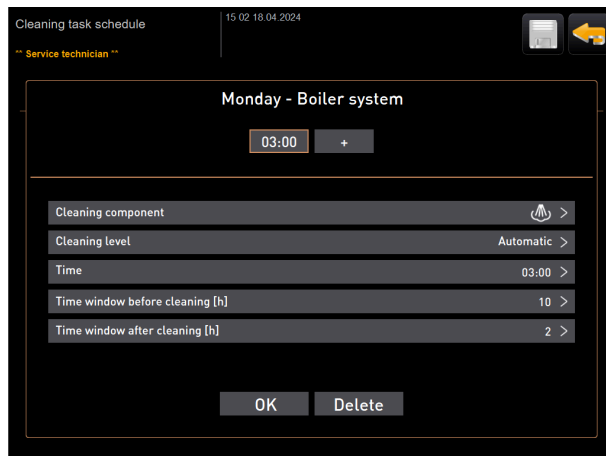 Cleaning task schedule
15 02 18.04.2024
** Service technician **
Monday - Boiler system
03:00 +
Cleaning component >
Cleaning level Automatic >
Time 03:00 >
Time window before cleaning [h] 10 >
Time window after cleaning [h] 2 >
OK Delete